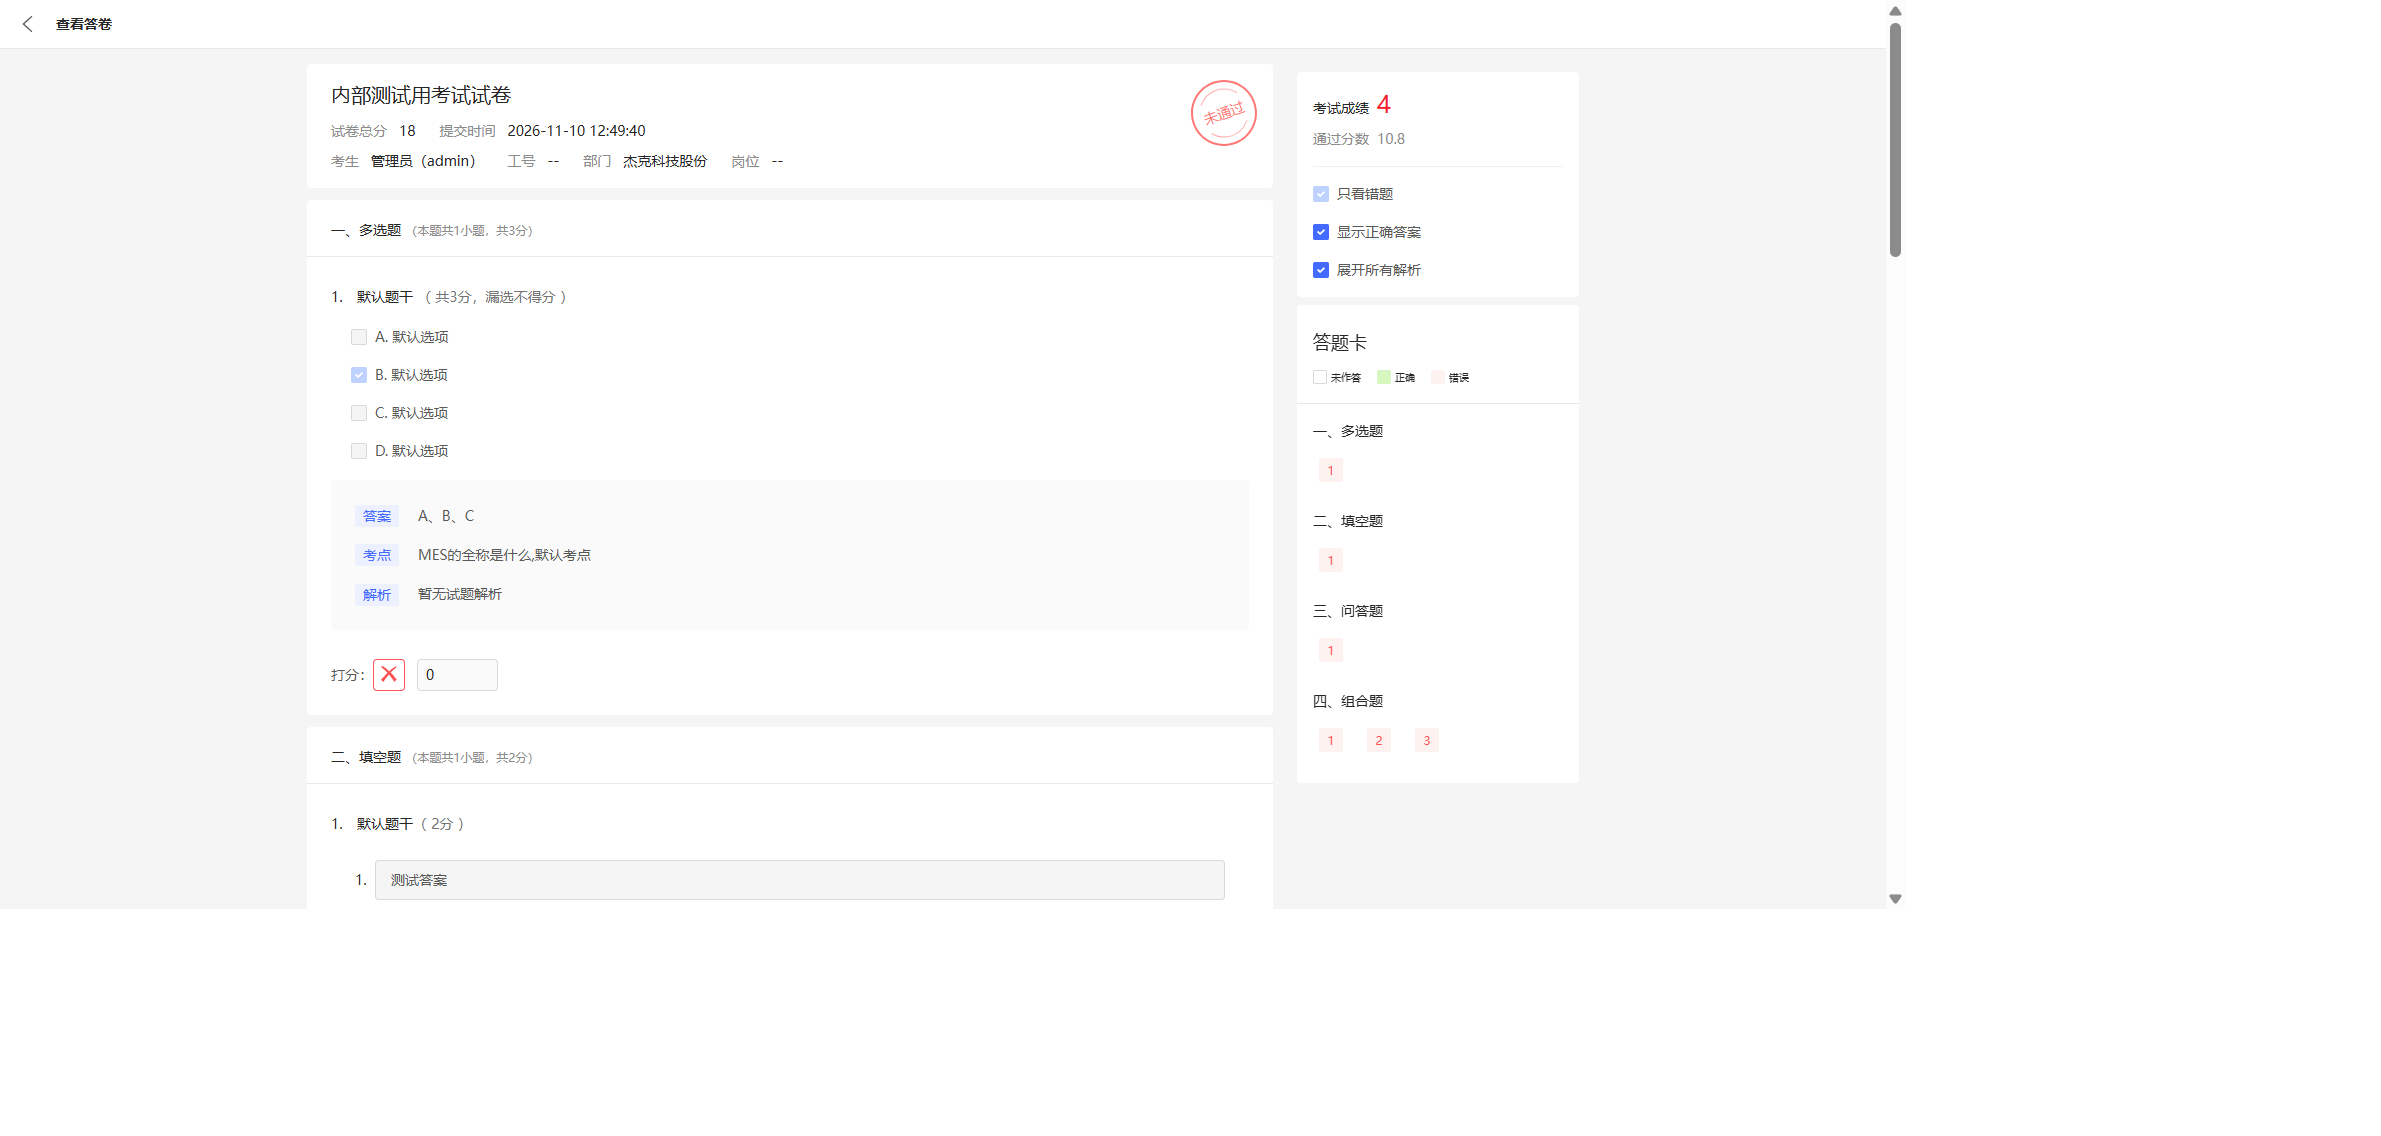 查看答卷
内部测试用考试试卷
试卷总分 18 提交时间 2026-11-10 12:49:40
考生 管理员（admin） 工号 -- 部门 杰克科技股份 岗位 --
未通过
一、多选题 （本题共1小题，共3分）
1. 默认题干 （ 共3分，漏选不得分 ）
A. 默认选项
B. 默认选项
C. 默认选项
D. 默认选项
答案 A、B、C
考点 MES的全称是什么,默认考点
解析 暂无试题解析
打分： 0
二、填空题 （本题共1小题，共2分）
1. 默认题干（ 2分 ）
1. 测试答案
考试成绩 4
通过分数 10.8
只看错题
显示正确答案
展开所有解析
答题卡
未作答 正确 错误
一、多选题
1
二、填空题
1
三、问答题
1
四、组合题
1 2 3